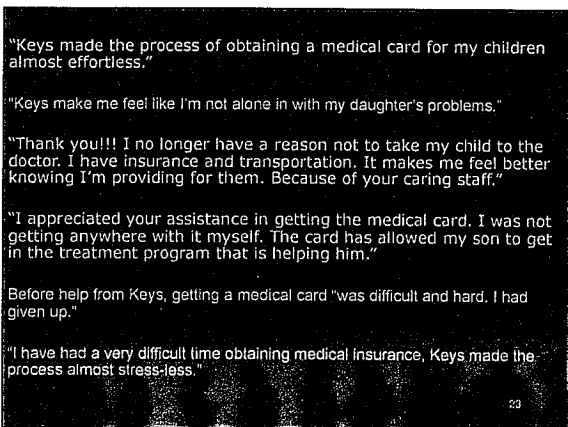 "Keys made the process of obtaining a medical card for my children
almost effortless."
"Keys make me feel like I'm not alone in with my daughter's problems."
"Thank you!!! I no longer have a reason not to take my child to the
doctor. I have insurance and transportation. It makes me feel better
knowing I'm providing for them. Because of your caring staff."
"I appreciated your assistance in getting the medical card. I was not
getting anywhere with it myself. The card has allowed my son to get
in the treatment program that is helping him."
Before help from Keys, getting a medical card "was difficult and hard. I had
given up."
"I have had a very difficult time obtaining medical insurance, Keys made the
process almost stress-less."
23